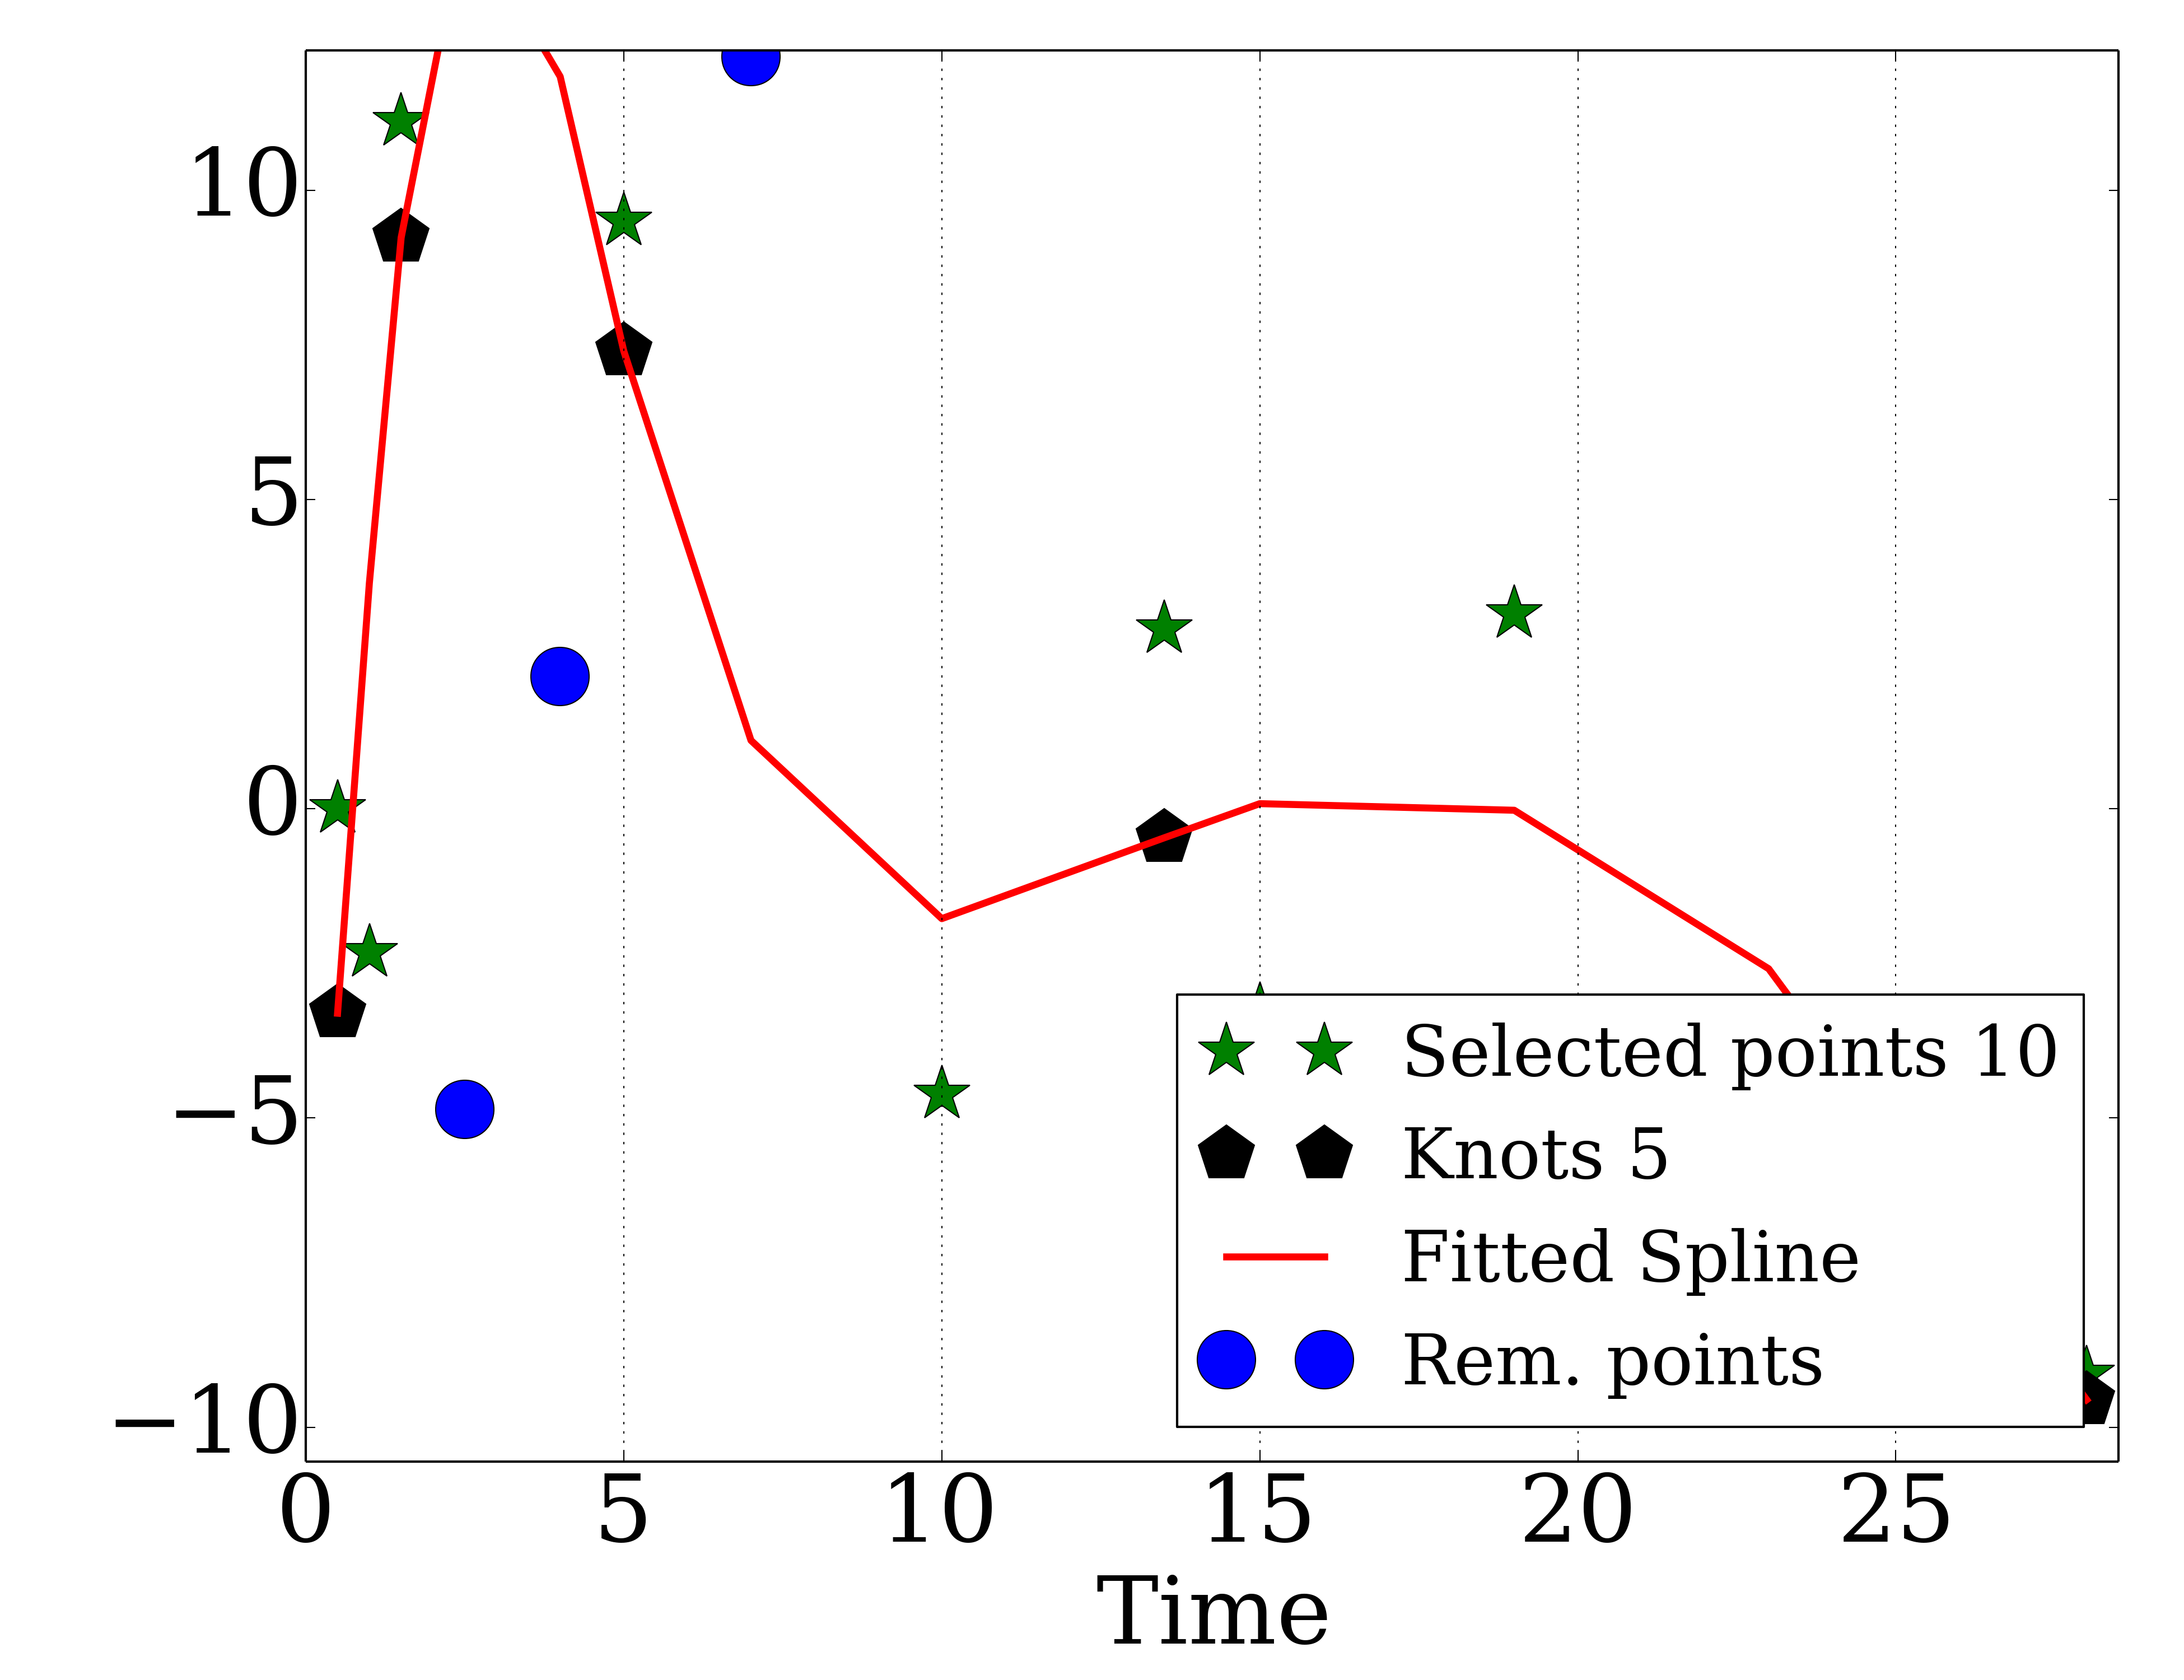 10
5
0
−5
−10
0 5 10 15 20 25
Time
Selected points 10
Knots 5
Fitted Spline
Rem. points